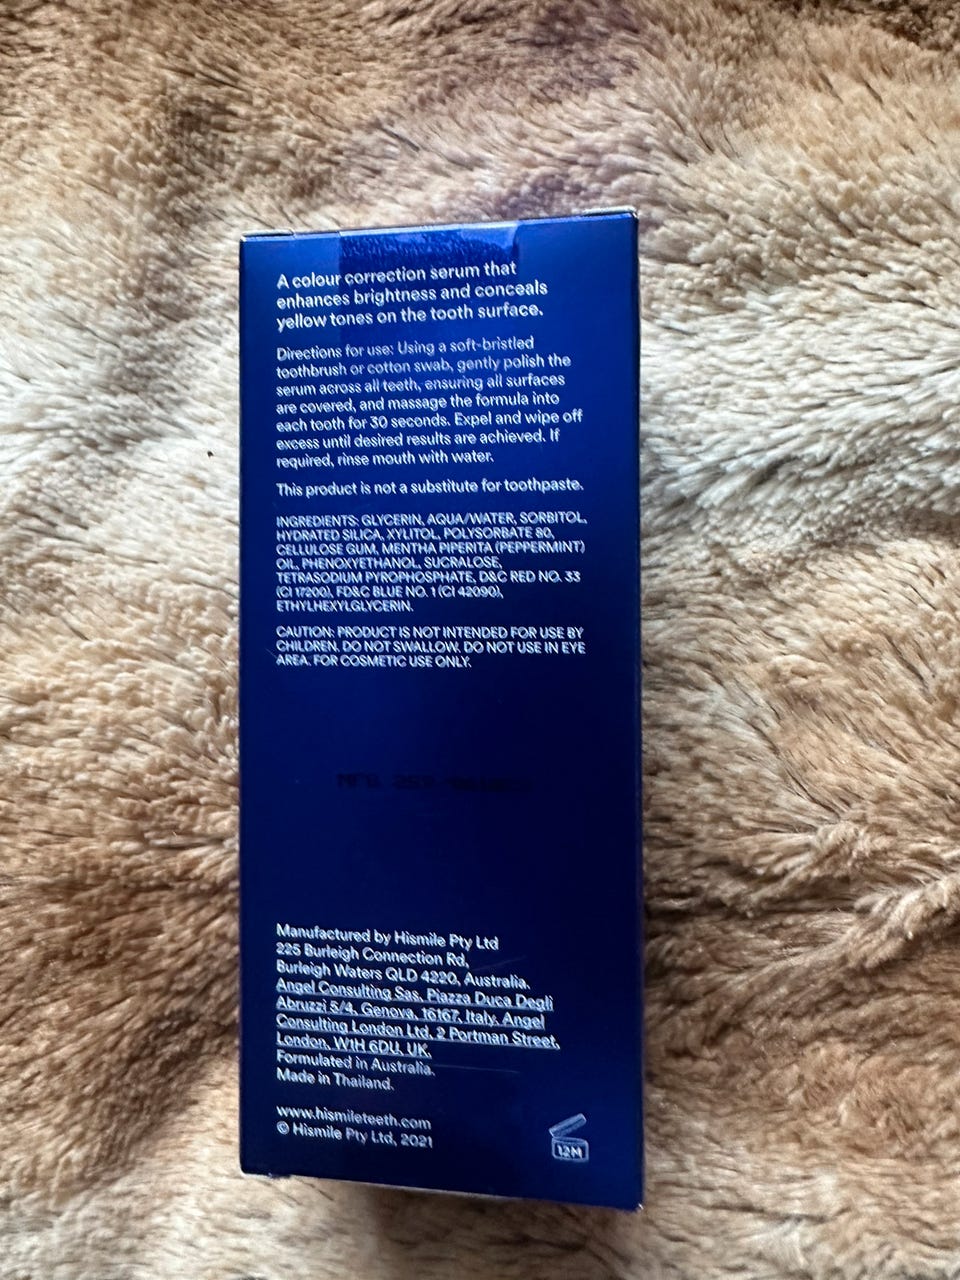 A colour correction serum that
enhances brightness and conceals
yellow tones on the tooth surface.
Directions for use: Using a soft-bristled
toothbrush or cotton swab, gently polish the
serum across all teeth, ensuring all surfaces
are covered, and massage the formula into
each tooth for 30 seconds. Expel and wipe off
excess until desired results are achieved. If
required, rinse mouth with water.
This product is not a substitute for toothpaste.
INGREDIENTS: GLYCERIN, AQUA/WATER, SORBITOL,
HYDRATED SILICA, XYLITOL, POLYSORBATE 80,
CELLULOSE GUM, MENTHA PIPERITA (PEPPERMINT)
OIL, PHENOXYETHANOL, SUCRALOSE,
TETRASODIUM PYROPHOSPHATE, D&C RED NO. 33
(CI 17200), FD&C BLUE NO. 1 (CI 42090),
ETHYLHEXYLGLYCERIN.
CAUTION: PRODUCT IS NOT INTENDED FOR USE BY
CHILDREN. DO NOT SWALLOW. DO NOT USE IN EYE
AREA. FOR COSMETIC USE ONLY.
Manufactured by Hismile Pty Ltd
225 Burleigh Connection Rd,
Burleigh Waters QLD 4220, Australia.
Angel Consulting Sas, Piazza Duca Degli
Abruzzi 5/4, Genova, 16167, Italy. Angel
Consulting London Ltd, 2 Portman Street,
London, W1H 6DU, UK.
Formulated in Australia.
Made in Thailand.
www.hismileteeth.com
© Hismile Pty Ltd, 2021
12M